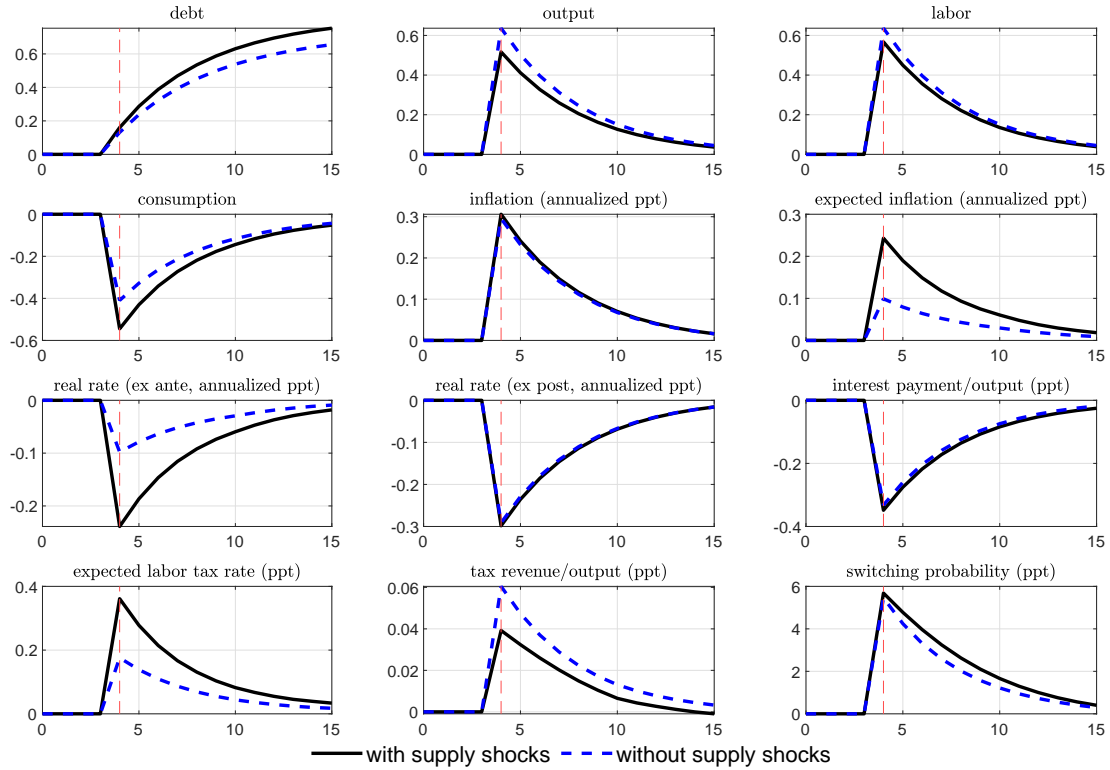 debt
output
labor
0.6
0.4
0.2
0
0 5 10 15
0.6
0.4
0.2
0
0 5 10 15
0.6
0.4
0.2
0
0 5 10 15
consumption
inflation (annualized ppt)
expected inflation (annualized ppt)
0
-0.2
-0.4
-0.6
0 5 10 15
0.3
0.2
0.1
0
0 5 10 15
0.3
0.2
0.1
0
0 5 10 15
real rate (ex ante, annualized ppt)
real rate (ex post, annualized ppt)
interest payment/output (ppt)
0
-0.1
-0.2
0 5 10 15
0
-0.1
-0.2
-0.3
0 5 10 15
0
-0.2
-0.4
0 5 10 15
expected labor tax rate (ppt)
tax revenue/output (ppt)
switching probability (ppt)
0.4
0.2
0
0 5 10 15
0.06
0.04
0.02
0
0 5 10 15
6
4
2
0
0 5 10 15
with supply shocks
without supply shocks